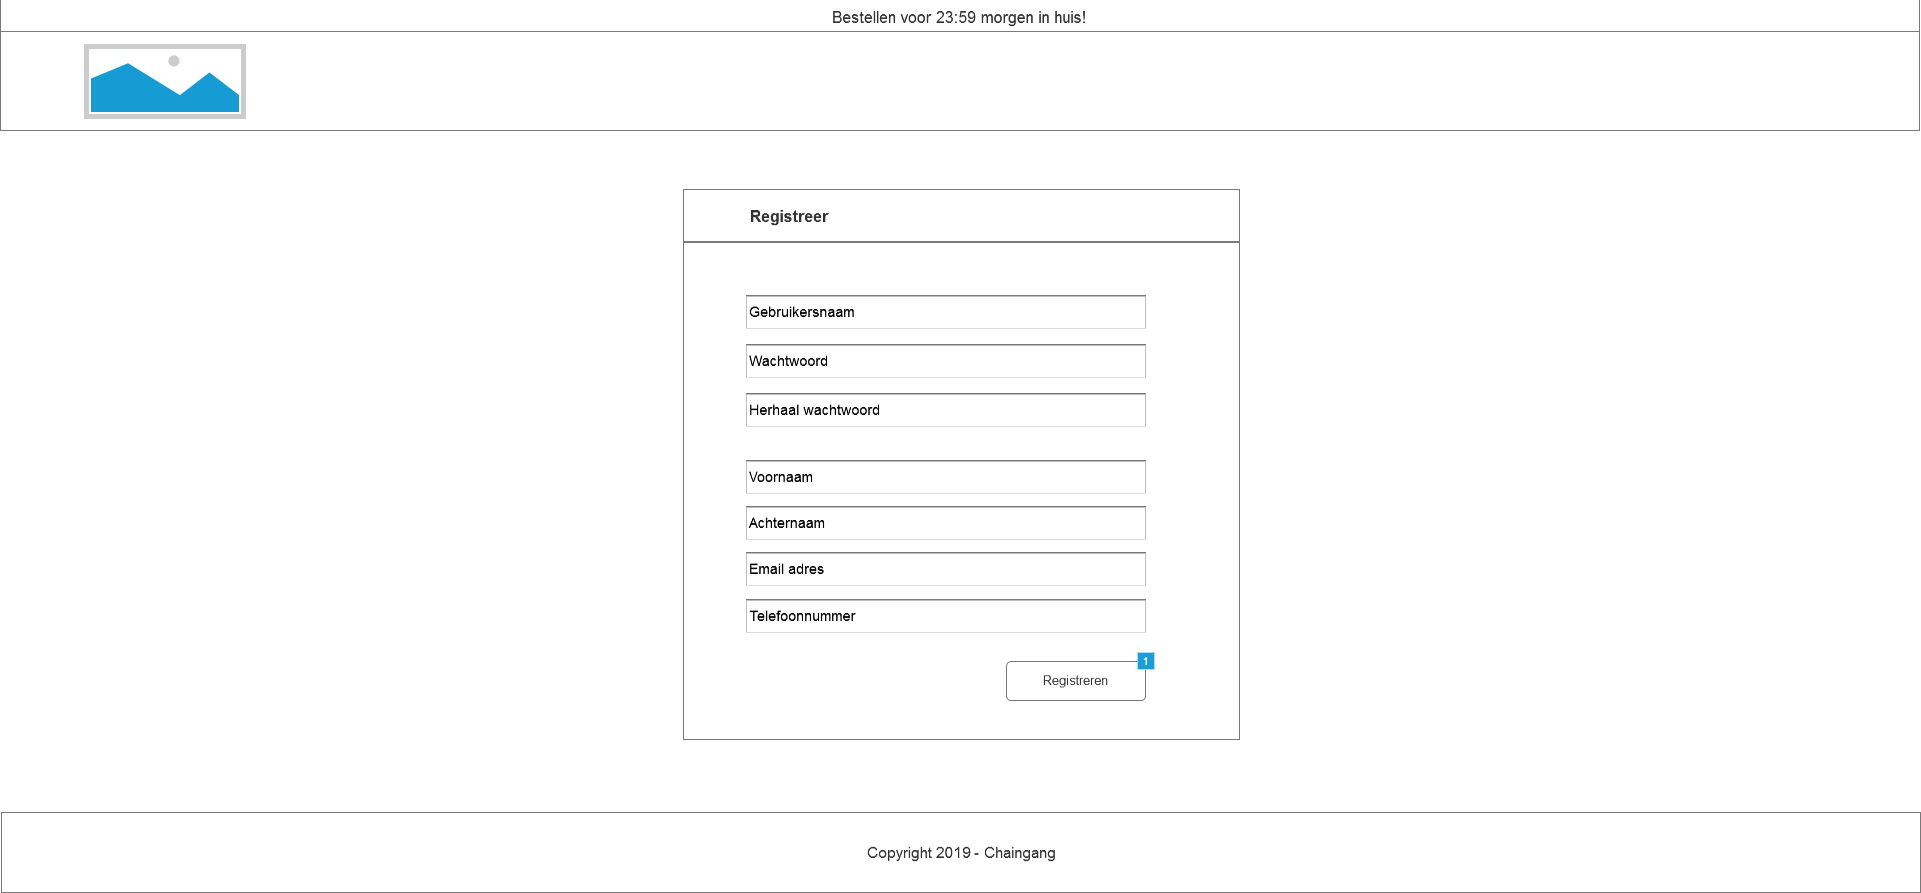 Bestellen voor 23:59 morgen in huis!
Registreer
Gebruikersnaam
Wachtwoord
Herhaal wachtwoord
Voornaam
Achternaam
Email adres
Telefoonnummer
1
Registreren
Copyright 2019 - Chaingang